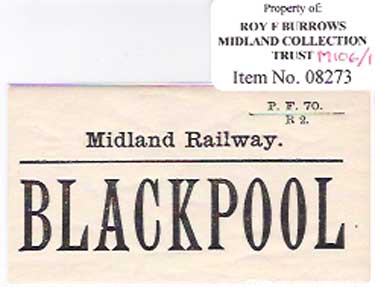 Property of:
ROY F BURROWS
MIDLAND COLLECTION
TRUST M106/1
Item No. 08273
P. F. 70.
R 2.
Midland Railway.
BLACKPOOL